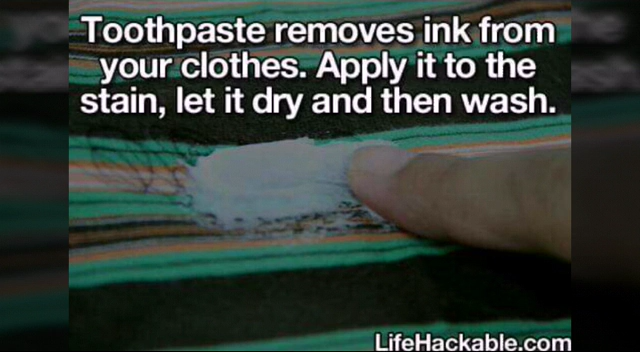 Toothpaste removes ink from
your clothes. Apply it to the
stain, let it dry and then wash.
LifeHackable.com